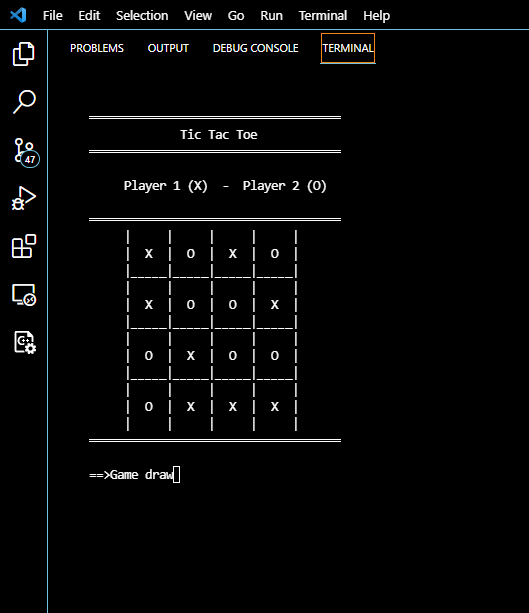 File Edit Selection View Go Run Terminal Help
PROBLEMS OUTPUT DEBUG CONSOLE TERMINAL
Tic Tac Toe
Player 1 (X) - Player 2 (O)
X | O | X | O
47
X | O | O | X
O | X | O | O
O | X | X | X
==>Game draw